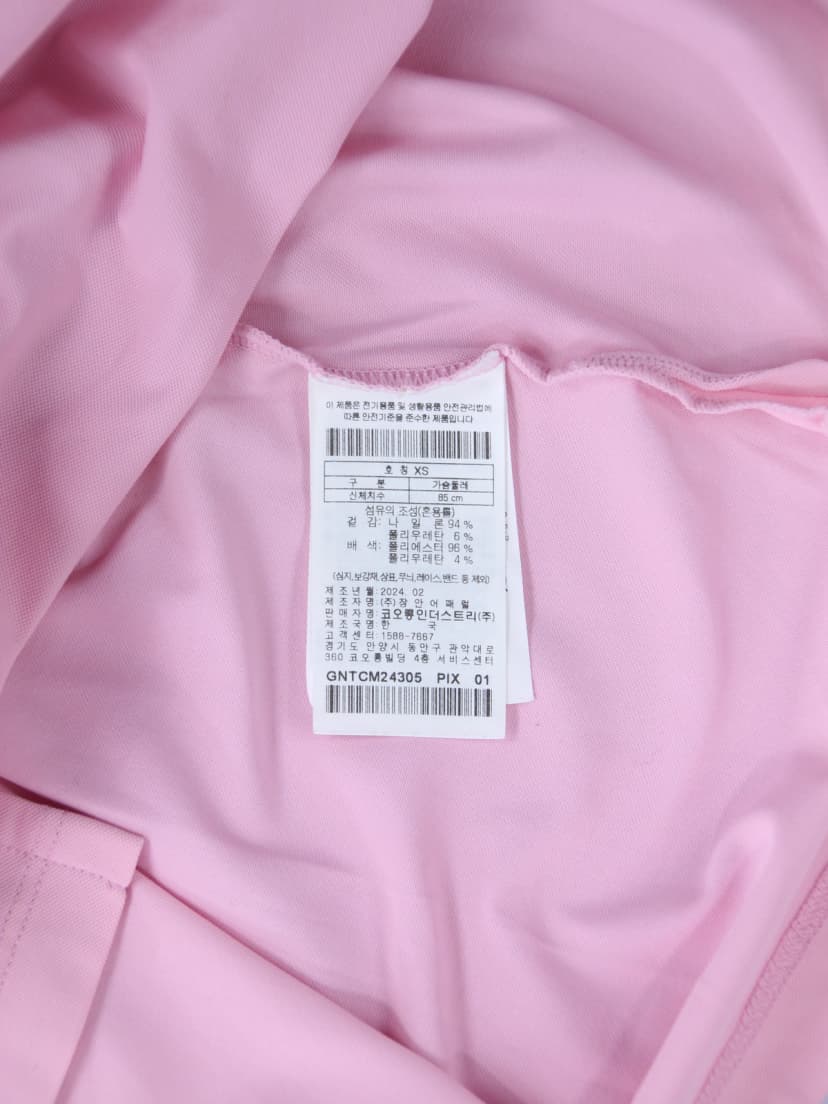 이 제품은 전기용품 및 생활용품 안전관리법에
따른 안전기준을 준수한 제품입니다
호 칭 XS
구 분 가슴둘레
신체치수 85 cm
섬유의 조성(혼용률)
겉 감: 나 일 론 94 %
폴리우레탄 6 %
배 색: 폴리에스터 96 %
폴리우레탄 4 %
(심지,보강재,상표,무늬,레이스,밴드 등 제외)
제 조 년 월: 2024. 02
제 조 자 명: (주) 장 안 어 패 럴
판 매 자 명: 코오롱인더스트리(주)
제 조 국 명: 한 국
고 객 센 터: 1588-7667
경기도 안양시 동안구 관악대로
360 코오롱빌딩 4층 서비스센터
GNTCM24305 PIX 01